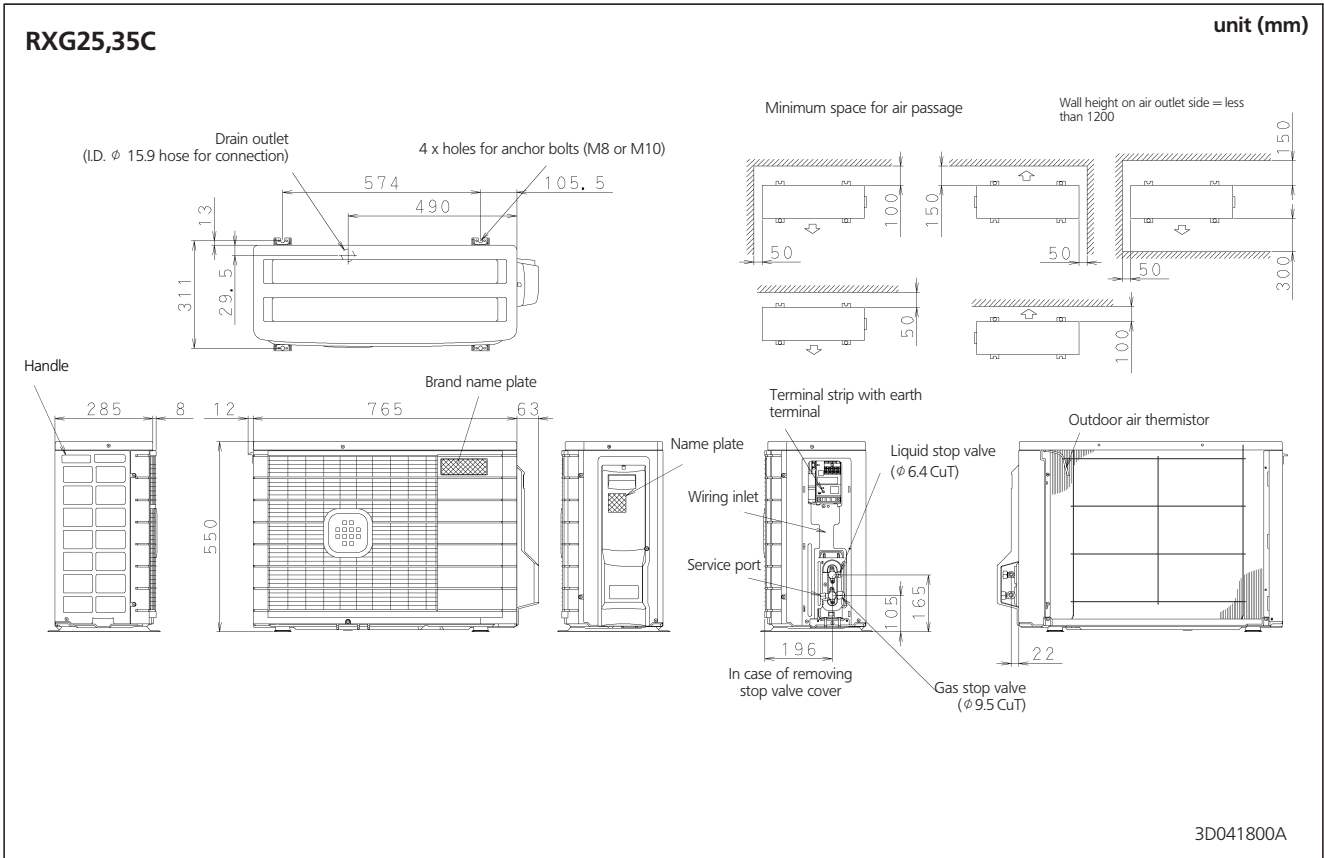 RXG25,35C
unit (mm)
Minimum space for air passage
Wall height on air outlet side = less
than 1200
Drain outlet
(I.D. φ 15.9 hose for connection)
4 x holes for anchor bolts (M8 or M10)
574
105.5
490
13
311
29.5
100
50
150
50
150
300
50
50
100
Handle
Brand name plate
285
8
12
765
63
550
Name plate
Terminal strip with earth
terminal
Liquid stop valve
(φ6.4 CuT)
Wiring inlet
Service port
105
165
196
In case of removing
stop valve cover
Gas stop valve
(φ9.5 CuT)
Outdoor air thermistor
22
3D041800A